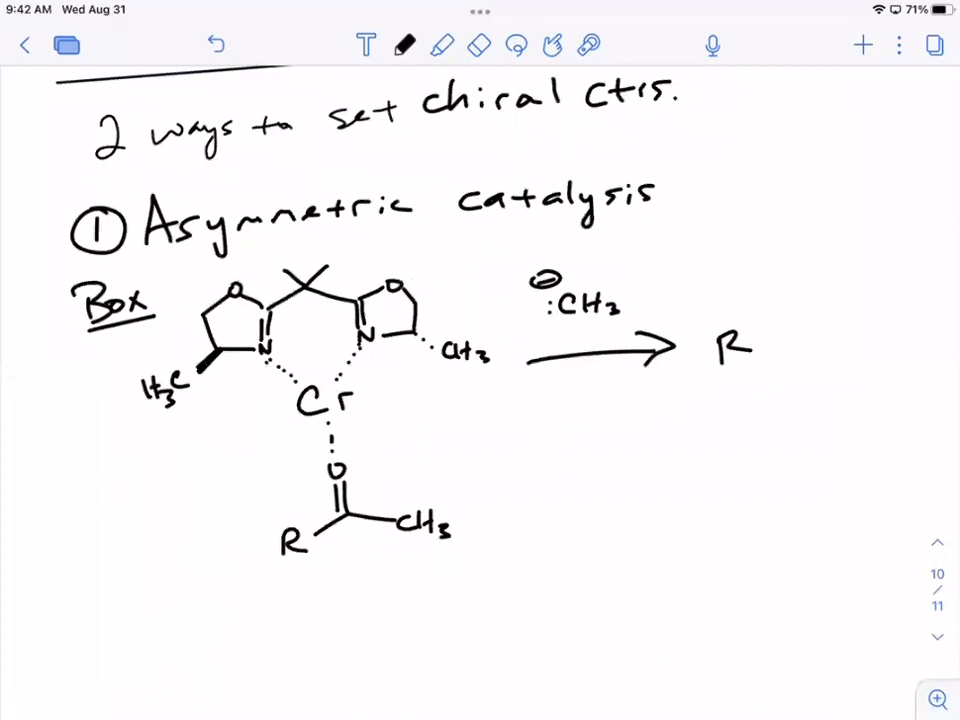 9:42 AM Wed Aug 31
71%
T
2 ways to set chiral ctrs.
① Asymmetric catalysis
Box
O O
⊖
:CH3
N N
CH3
H3C
R
Cr
O
R CH3
10
/
11